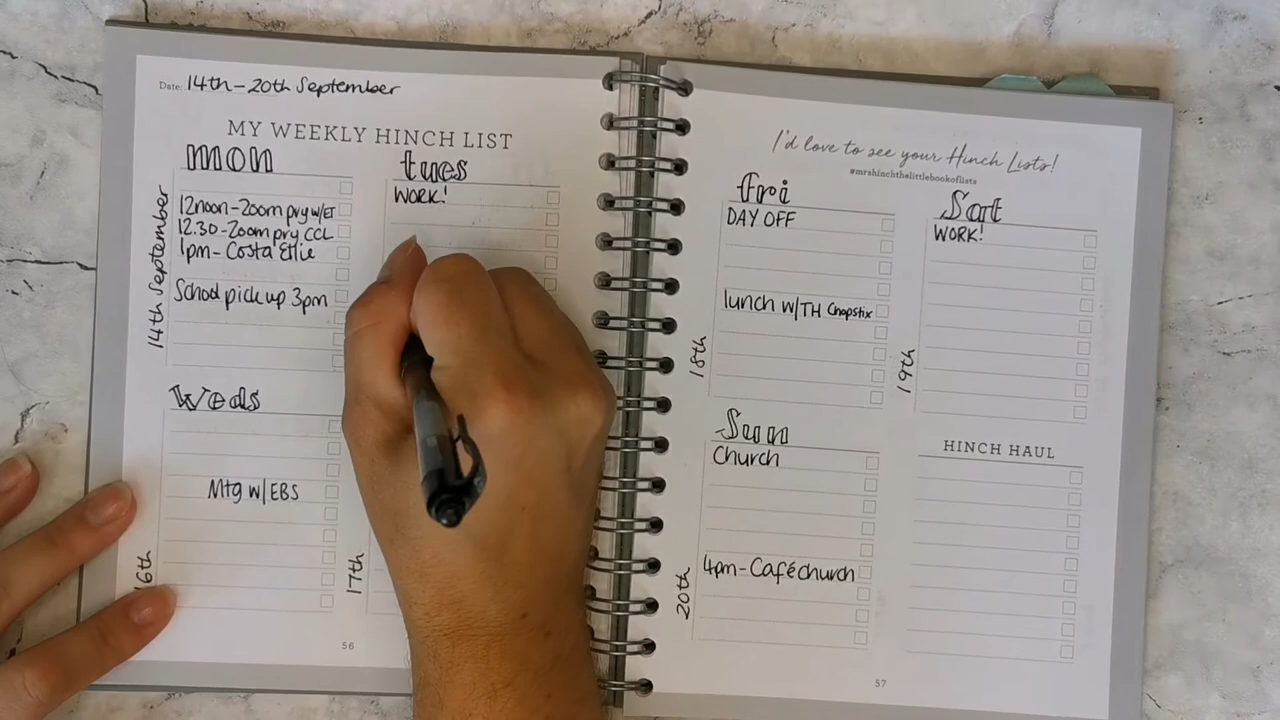 Date: 14th - 20th September
MY WEEKLY HINCH LIST
mon
12noon - Zoom pry w/ET
12.30 - Zoom pry CCL
1pm - Costa Ellie
School pick up 3pm
14th September
tues
WORK!
Weds
Mtg w/EBS
16th
17th
56
I'd love to see your Hinch Lists!
#mrshinchthelittlebookoflists
fri
DAY OFF
lunch W/TH Chopstix
18th
Sat
WORK!
19th
Sun
Church
4pm - Café church
20th
HINCH HAUL
57